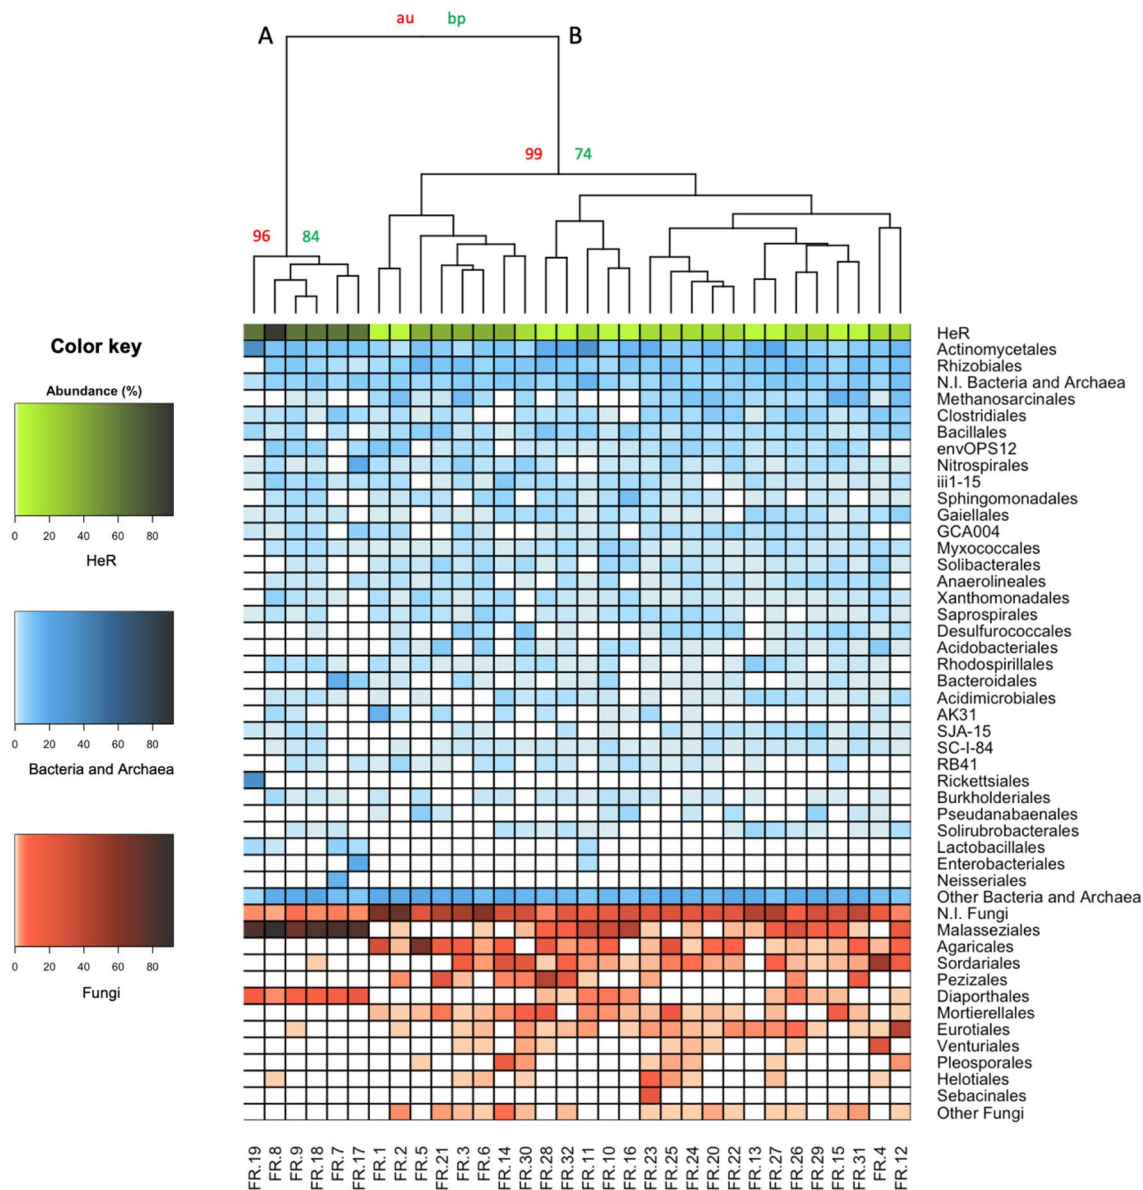 au bp
A B
99 74
96 84
Color key
Abundance (%)
0 20 40 60 80
HeR
0 20 40 60 80
Bacteria and Archaea
0 20 40 60 80
Fungi
HeR
Actinomycetales
Rhizobiales
N.I. Bacteria and Archaea
Methanosarcinales
Clostridiales
Bacillales
envOPS12
Nitrospirales
iii1-15
Sphingomonadales
Gaiellales
GCA004
Myxococcales
Solibacterales
Anaerolineales
Xanthomonadales
Saprospirales
Desulfurococcales
Acidobacteriales
Rhodospirillales
Bacteroidales
Acidimicrobiales
AK31
SJA-15
SC-I-84
RB41
Rickettsiales
Burkholderiales
Pseudanabaenales
Solirubrobacterales
Lactobacillales
Enterobacteriales
Neisseriales
Other Bacteria and Archaea
N.I. Fungi
Malasseziales
Agaricales
Sordariales
Pezizales
Diaporthales
Mortierellales
Eurotiales
Venturiales
Pleosporales
Helotiales
Sebacinales
Other Fungi
FR.19
FR.8
FR.9
FR.18
FR.7
FR.17
FR.1
FR.2
FR.5
FR.21
FR.3
FR.6
FR.14
FR.30
FR.28
FR.32
FR.11
FR.10
FR.16
FR.23
FR.25
FR.24
FR.20
FR.22
FR.13
FR.27
FR.26
FR.29
FR.15
FR.31
FR.4
FR.12